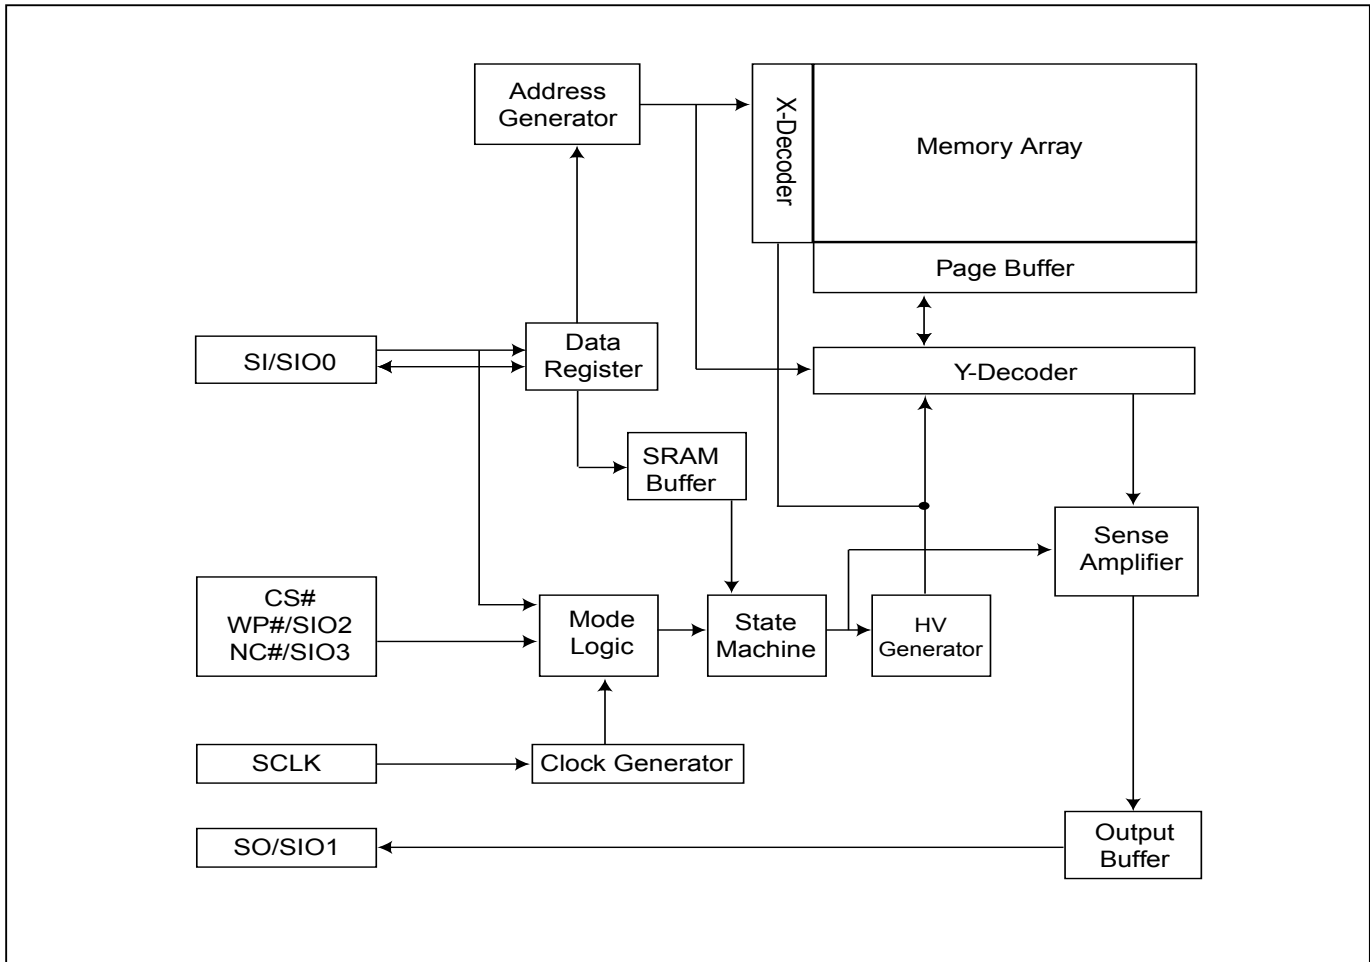 Address
Generator
X-Decoder
Memory Array
Page Buffer
SI/SIO0
Data
Register
Y-Decoder
SRAM
Buffer
Sense
Amplifier
CS#
WP#/SIO2
NC#/SIO3
Mode
Logic
State
Machine
HV
Generator
SCLK
Clock Generator
SO/SIO1
Output
Buffer